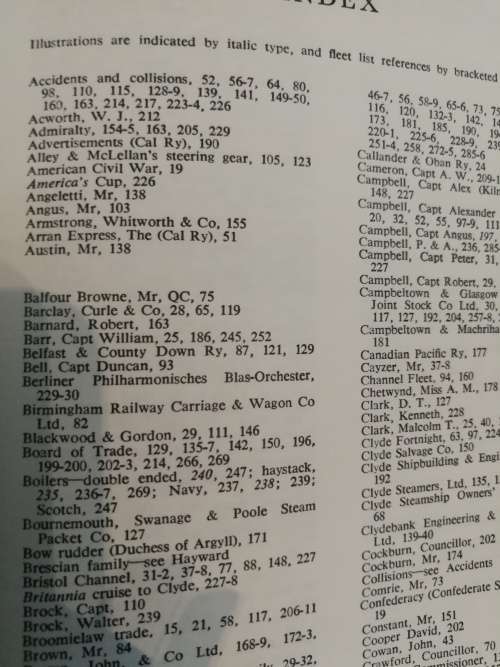 INDEX
Illustrations are indicated by italic type, and fleet list references by bracketed
Accidents and collisions, 52, 56-7, 64, 80,
98, 110, 115, 128-9, 139, 141, 149-50,
160, 163, 214, 217, 223-4, 226
Acworth, W. J., 212
Admiralty, 154-5, 163, 205, 229
Advertisements (Cal Ry), 190
Alley & McLellan's steering gear, 105, 123
American Civil War, 19
America's Cup, 226
Angeletti, Mr, 138
Angus, Mr, 103
Armstrong, Whitworth & Co, 155
Arran Express, The (Cal Ry), 51
Austin, Mr, 138
Balfour Browne, Mr, QC, 75
Barclay, Curle & Co, 28, 65, 119
Barnard, Robert, 163
Barr, Capt William, 25, 186, 245, 252
Belfast & County Down Ry, 87, 121, 129
Bell, Capt Duncan, 93
Berliner Philharmonisches Blas-Orchester,
229-30
Birmingham Railway Carriage & Wagon Co
Ltd, 82
Blackwood & Gordon, 29, 111, 146
Board of Trade, 129, 135-7, 142, 150, 196,
199-200, 202-3, 214, 266, 269
Boilers—double ended, 240, 247; haystack,
235, 236-7, 269; Navy, 237, 238; 239;
Scotch, 247
Bournemouth, Swanage & Poole Steam
Packet Co, 127
Bow rudder (Duchess of Argyll), 171
Brescian family—see Hayward
Bristol Channel, 31-2, 37-8, 77, 88, 148, 227
Britannia cruise to Clyde, 227-8
Brock, Capt, 110
Brock, Walter, 239
Broomielaw trade, 15, 21, 58, 117, 206-11
Brown, Mr, 84
John, & Co Ltd, 168-9, 172-3,
29-32,
46-7, 56, 58-9, 65-6, 73, 75
116, 120, 132-3, 142,
173, 181, 185, 190,
220-1, 225-6, 228-9,
251-4, 258, 272-5, 285-6
Callander & Oban Ry, 24
Cameron, Capt A. W.,
Campbell, Capt Alex
148, 227
Campbell, Capt Alexander
20, 32, 52, 55, 97-9,
Campbell, Capt Angus, 197,
Campbell, P. & A., 236,
Campbell, Capt Peter, 31,
227
Campbell, Capt Robert, 29,
Campbeltown & Glasgow
Joint Stock Co Ltd, 30,
117, 127, 192, 204, 257-8,
Campbeltown &
181
Canadian Pacific Ry, 177
Cayzer, Mr, 37-8
Channel Fleet, 94, 160
Chetwynd, Miss A. M., 178
Clark, D. T., 127
Clark, Kenneth, 228
Clark, Malcolm T., 25, 40,
Clyde Fortnight, 63, 97,
Clyde Salvage Co, 150
Clyde Shipbuilding &
192
Clyde Steamers, Ltd, 135,
Clyde Steamship Owners'
68
Clydebank Engineering &
Ltd, 139-40
Cockburn, Councillor, 202
Cockburn, Mr, 174
Collisions—see Accidents
Comrie, Mr, 73
Confederacy (Confederate
19
Constant, Mr, 151
Cooper David, 202
Cowan, John, 43
Crawford, Councillor, 70